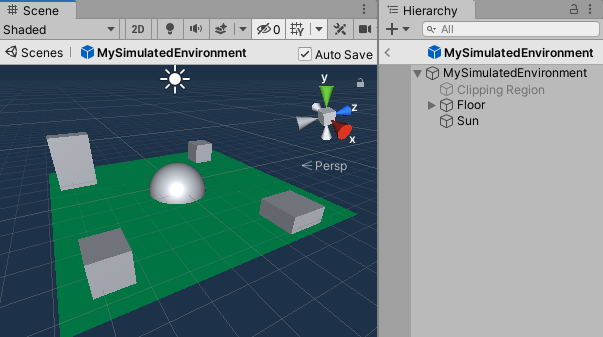 Scene
Shaded
2D
0
Scenes
MySimulatedEnvironment
Auto Save
y
z
x
Persp
Hierarchy
All
MySimulatedEnvironment
MySimulatedEnvironment
Clipping Region
Floor
Sun